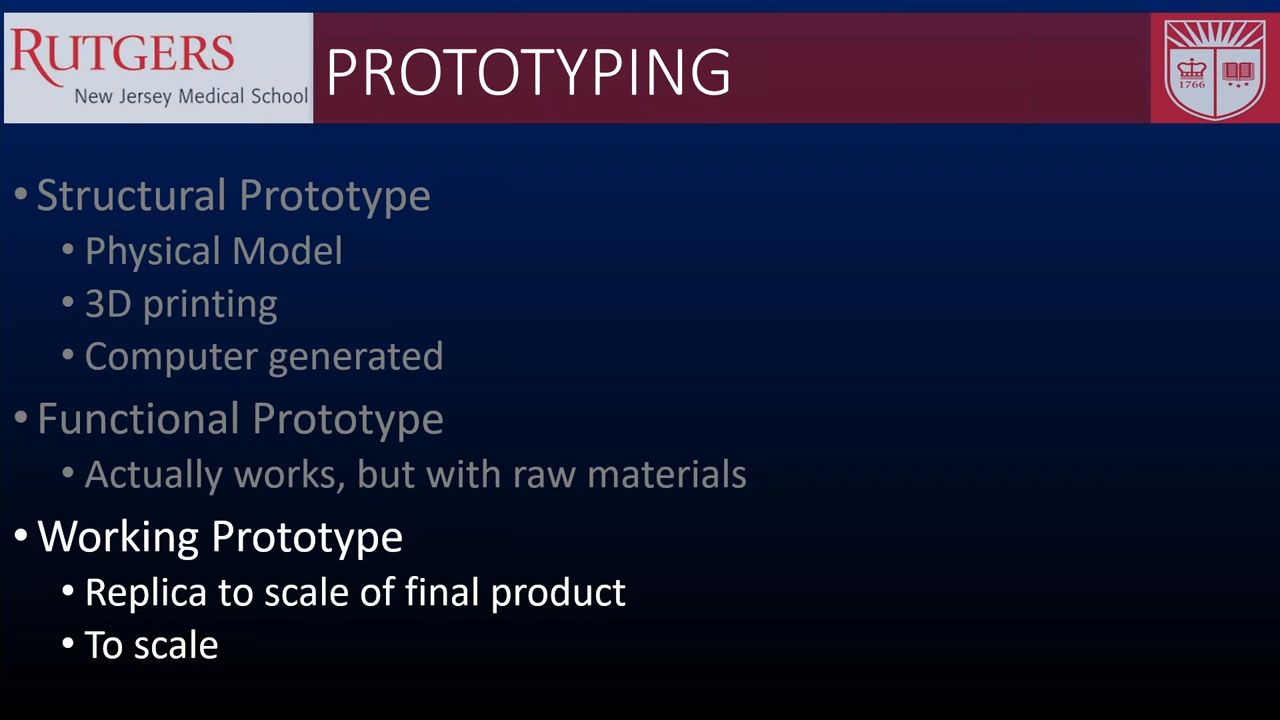 RUTGERS
New Jersey Medical School
PROTOTYPING
1766
• Structural Prototype
• Physical Model
• 3D printing
• Computer generated
• Functional Prototype
• Actually works, but with raw materials
• Working Prototype
• Replica to scale of final product
• To scale